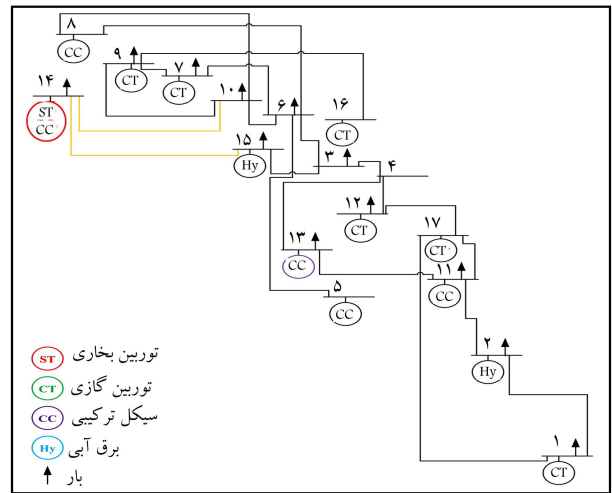 ۸
CC
۹
CT
۷
CT
۱۴
ST
CC
۱۰
۶
۱۶
CT
۱۵
Hy
۳
۴
۱۲
CT
۱۳
CC
۱۷
CT
۱۱
CC
۵
CC
۲
Hy
۱
CT
ST توربین بخاری
CT توربین گازی
CC سیکل ترکیبی
Hy برق آبی
بار